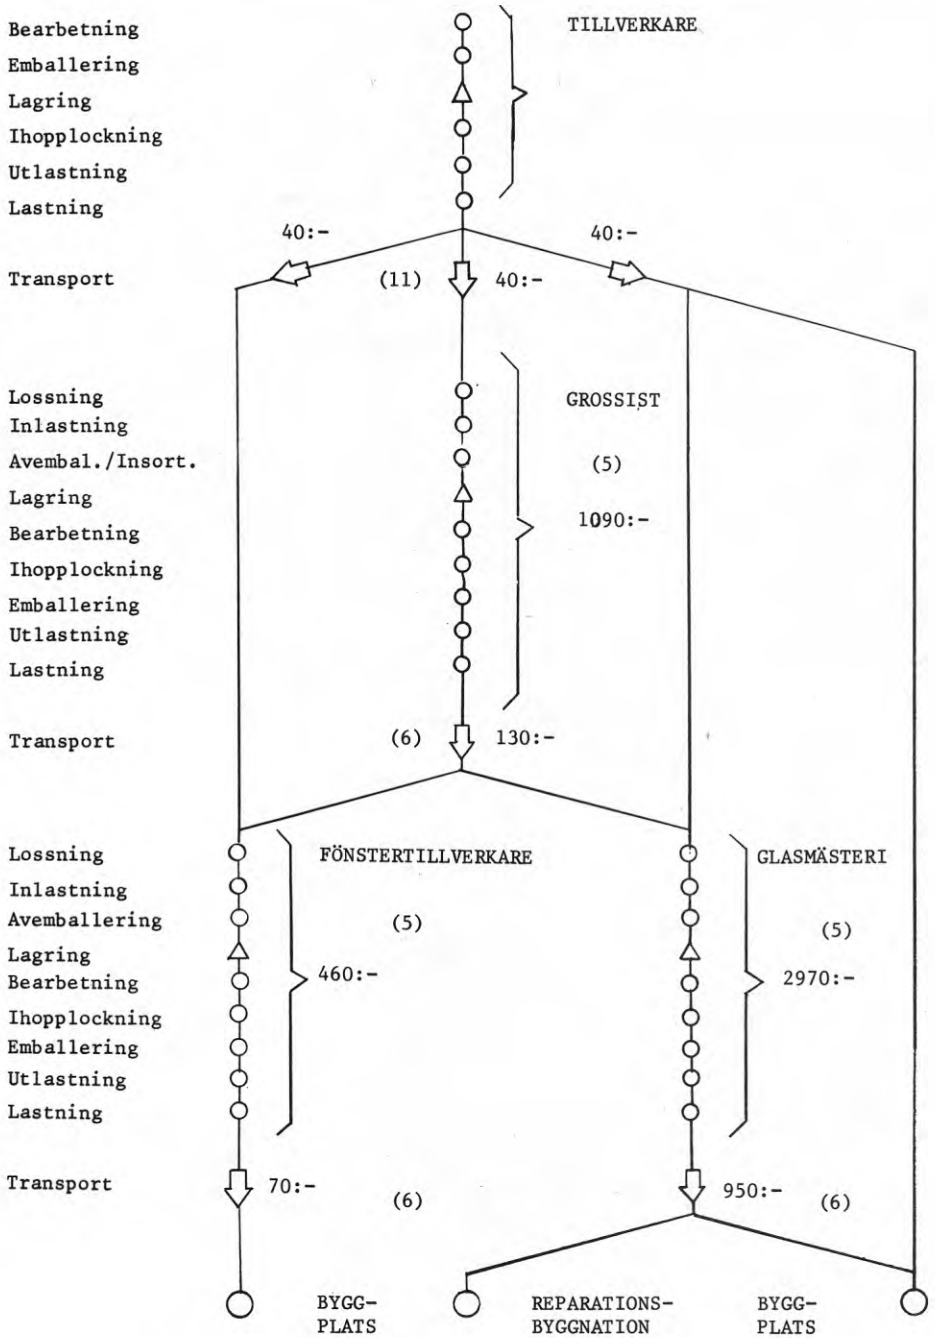 Bearbetning TILLVERKARE
Emballering
Lagring
Ihopplockning
Utlastning
Lastning
40:- 40:-
Transport (11) 40:-
Lossning GROSSIST
Inlastning
Avembal./Insort. (5)
Lagring
1090:-
Bearbetning
Ihopplockning
Emballering
Utlastning
Lastning
Transport (6) 130:-
Lossning FÖNSTERTILLVERKARE GLASMÄSTERI
Inlastning
Avemballering (5) (5)
Lagring
Bearbetning 460:- 2970:-
Ihopplockning
Emballering
Utlastning
Lastning
Transport 70:- (6) 950:- (6)
BYGG- REPARATIONS- BYGG-
PLATS BYGGNATION PLATS